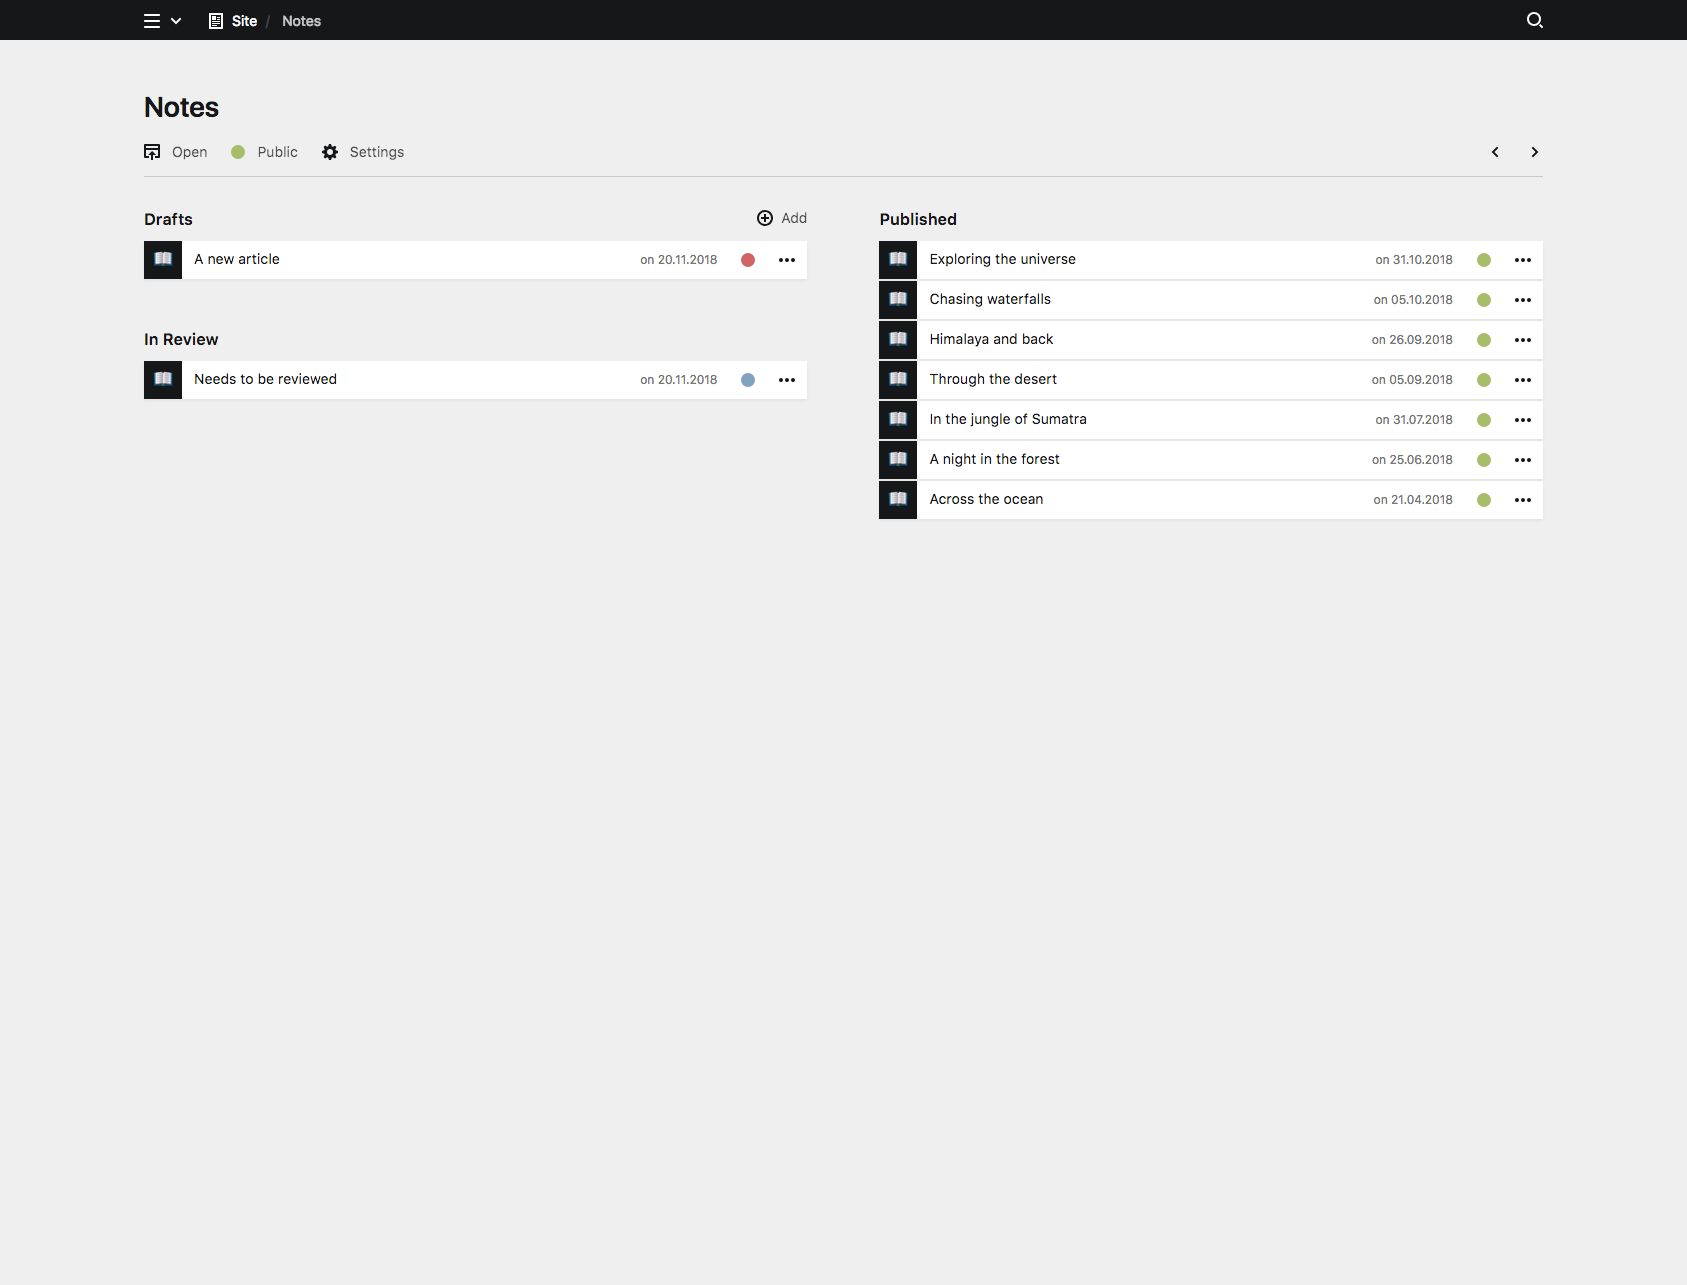 Site / Notes
Notes
Open Public Settings
Drafts
Add
A new article on 20.11.2018
In Review
Needs to be reviewed on 20.11.2018
Published
Exploring the universe on 31.10.2018
Chasing waterfalls on 05.10.2018
Himalaya and back on 26.09.2018
Through the desert on 05.09.2018
In the jungle of Sumatra on 31.07.2018
A night in the forest on 25.06.2018
Across the ocean on 21.04.2018